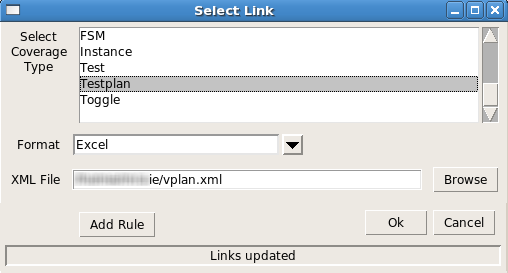 Select Link
Select
Coverage
Type
FSM
Instance
Test
Testplan
Toggle
Format
Excel
XML File
ie/vplan.xml
Browse
Add Rule
Ok
Cancel
Links updated